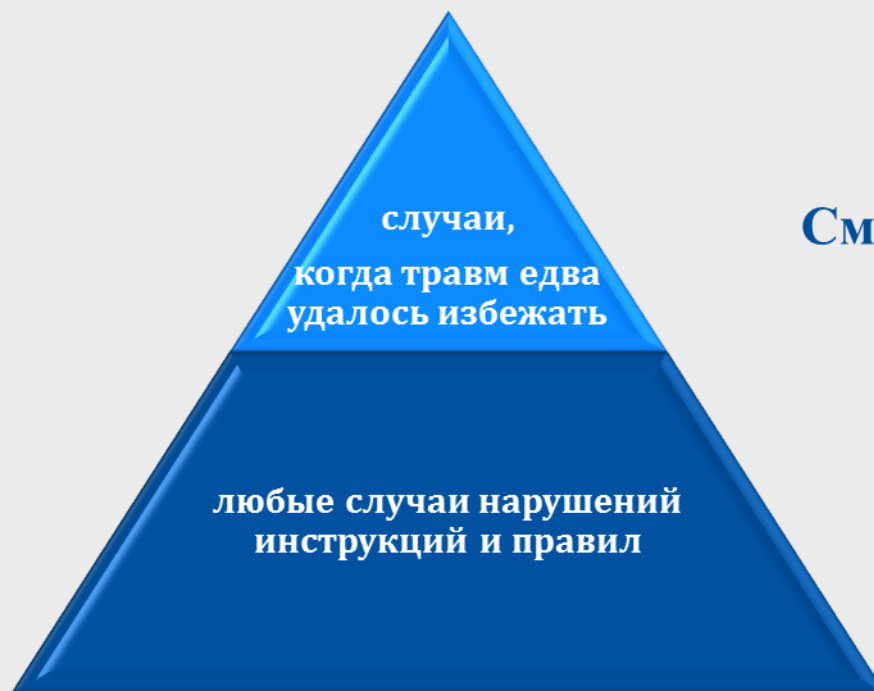 случаи,
когда травм едва
удалось избежать
См
любые случаи нарушений
инструкций и правил